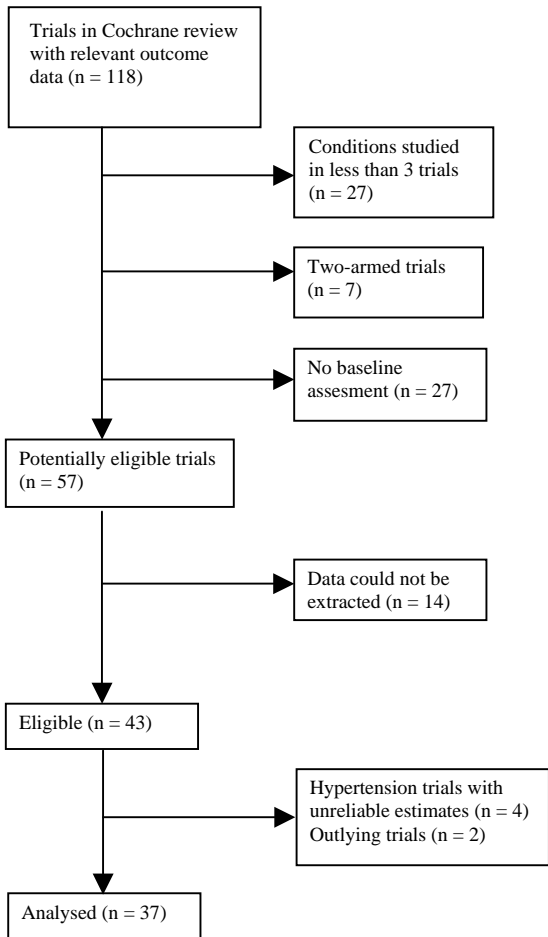 Trials in Cochrane review
with relevant outcome
data (n = 118)
Conditions studied
in less than 3 trials
(n = 27)
Two-armed trials
(n = 7)
No baseline
assesment (n = 27)
Potentially eligible trials
(n = 57)
Data could not be
extracted (n = 14)
Eligible (n = 43)
Hypertension trials with
unreliable estimates (n = 4)
Outlying trials (n = 2)
Analysed (n = 37)